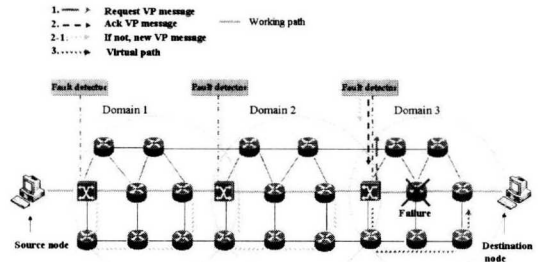 1. Request VP message
2. Ack VP message
Working path
2-1. If not, new VP message
3. Virtual path
Fault detector
Fault detector
Fault detector
Domain 1
Domain 2
Domain 3
Failure
Source node
Destination node